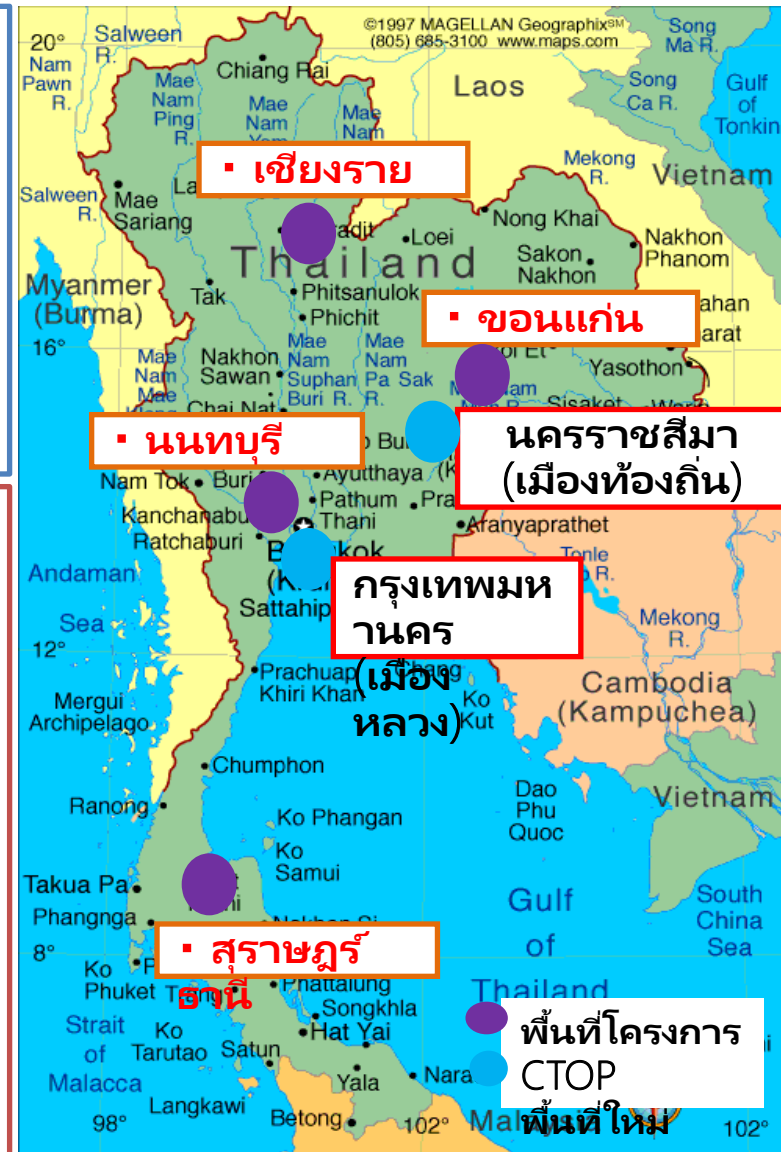 ©1997 MAGELLAN Geographix℠
(805) 685-3100 www.maps.com
20°
Salween
R.
Nam
Pawn
R.
Chiang Rai
Mae
Nam
Ping
R.
Mae
Nam
Mae
Nam
Laos
Song
Ma R.
Song
Ca R.
Gulf
of
Tonkin
Mekong
R.
Vietnam
Salween
R.
Mae
Sariang
▪ เชียงราย
Nong Khai
Loei
Nakhon
Phanom
Sakon
Nakhon
Thailand
Myanmer
(Burma)
Tak
Phitsanulok
Phichit
▪ ขอนแก่น
16°
Yasothon
Mae
Nam
Mae
Nakhon
Sawan
Mae
Nam
Suphan
Buri R.
Mae
Nam
Pa Sak
R.
Chai Nat
Sisaket
▪ นนทบุรี
นครราชสีมา
(เมืองท้องถิ่น)
Nam Tok
Buri
Ayutthaya
Pathum
Thani
Aranyaprathet
Ratchaburi
Tonle
Andaman
Sea
Sattahip
กรุงเทพมห
านคร
(เมือง
หลวง)
Mekong
R.
12°
Prachuap
Khiri Khan
Ko
Kut
Cambodia
(Kampuchea)
Mergui
Archipelago
Chumphon
Dao
Phu
Quoc
Vietnam
Ranong
Ko Phangan
Ko
Samui
Takua Pa
Phangnga
Gulf
of
Thailand
South
China
Sea
8°
▪ สุราษฎร์
ธานี
Ko
Phuket
Phattalung
Songkhla
Hat Yai
Strait
of
Malacca
Ko
Tarutao
Satun
Yala
Nara
Langkawi
Betong
พื้นที่โครงการ
CTOP
พื้นที่ใหม่
98°
102°
Malaysia
102°